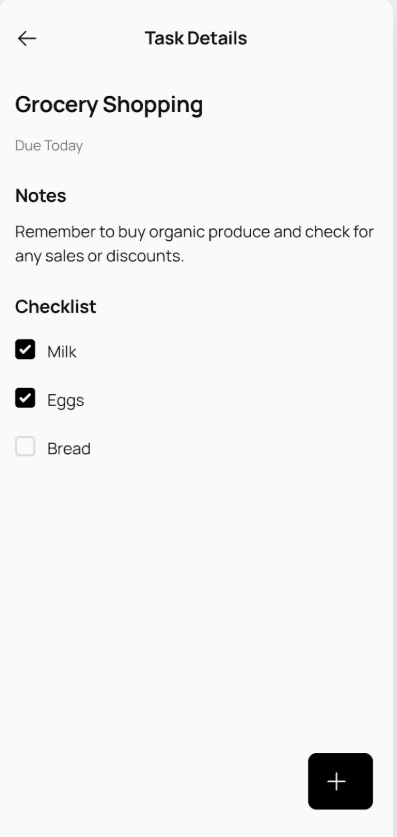 Task Details
Grocery Shopping
Due Today
Notes
Remember to buy organic produce and check for
any sales or discounts.
Checklist
Milk
Eggs
Bread